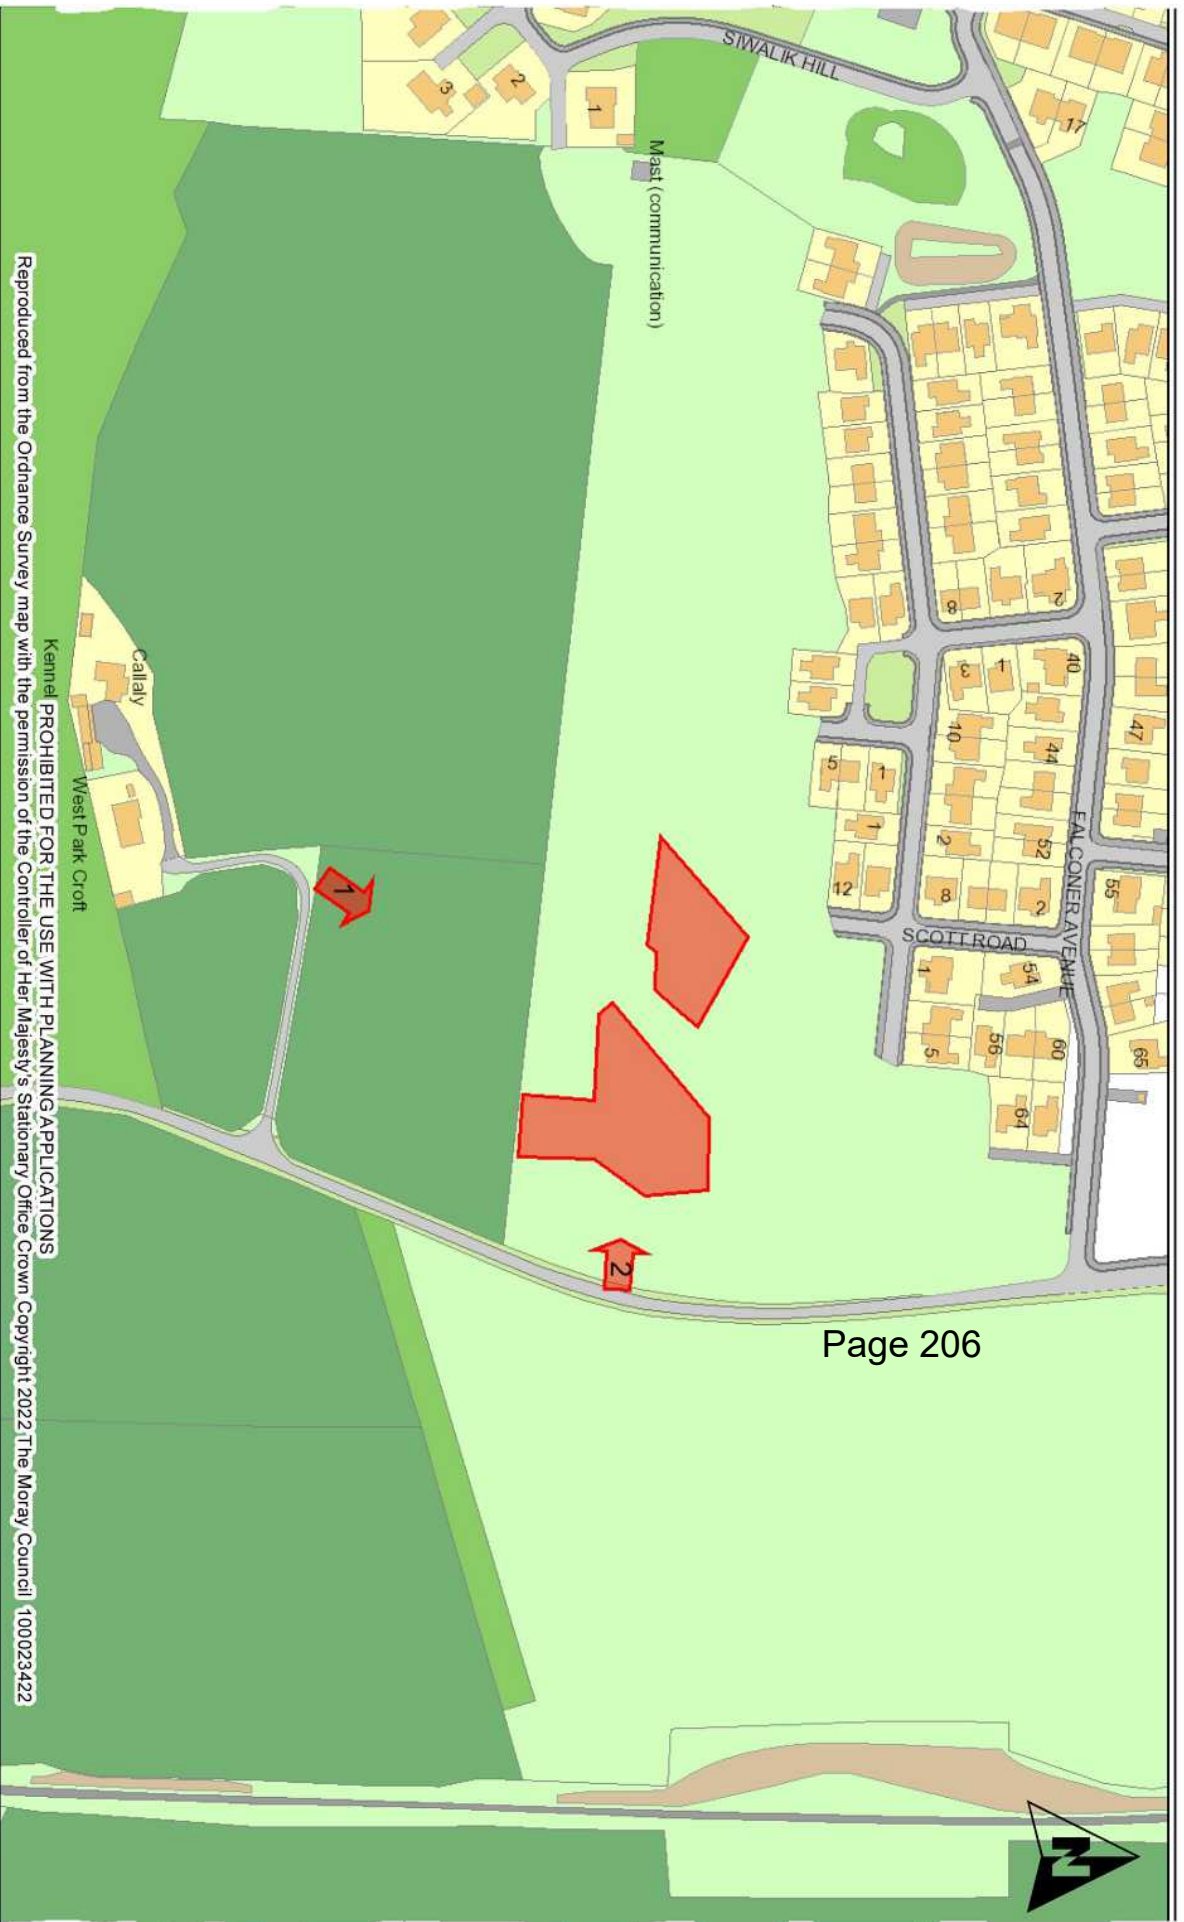 SIWALIK HILL
17
3
2
1
Mast (communication)
8
2
3
1
40
10
44
47
5
1
1
12
2
52
8
2
55
FALCONER AVENUE
SCOTT ROAD
1
54
5
56
60
65
64
Callaly
Kennel
West Park Croft
1
2
Page 206
N
PROHIBITED FOR THE USE WITH PLANNING APPLICATIONS
Reproduced from the Ordnance Survey map with the permission of the Controller of Her Majesty's Stationary Office Crown Copyright 2022 The Moray Council 100023422